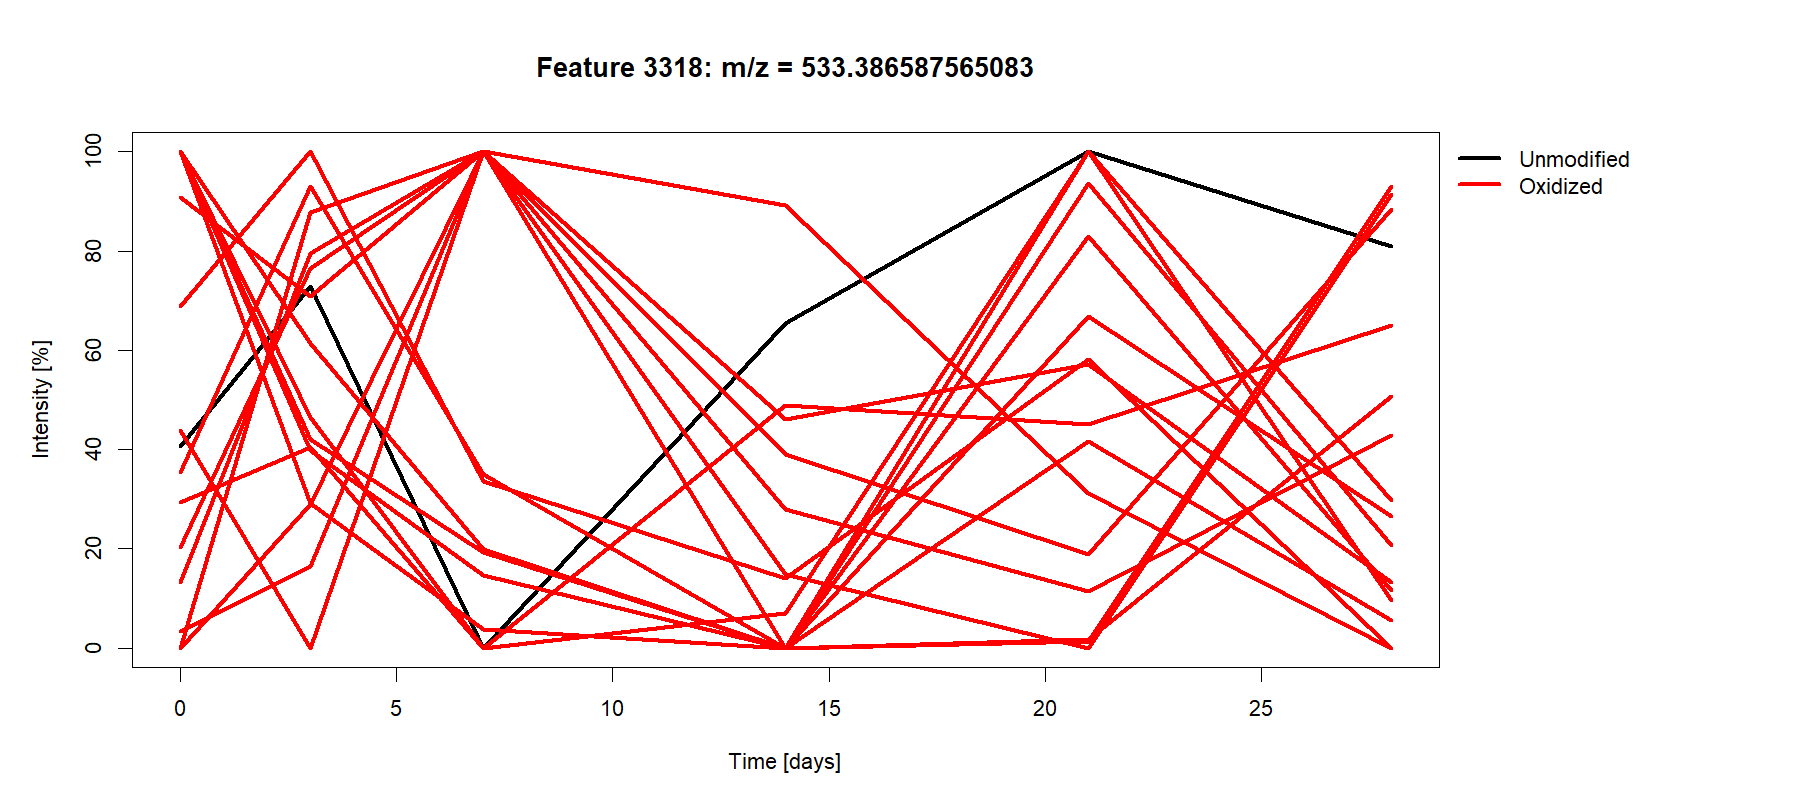 Feature 3318: m/z = 533.386587565083
Unmodified
Oxidized
Intensity [%]
100
80
60
40
20
0
0 5 10 15 20 25
Time [days]